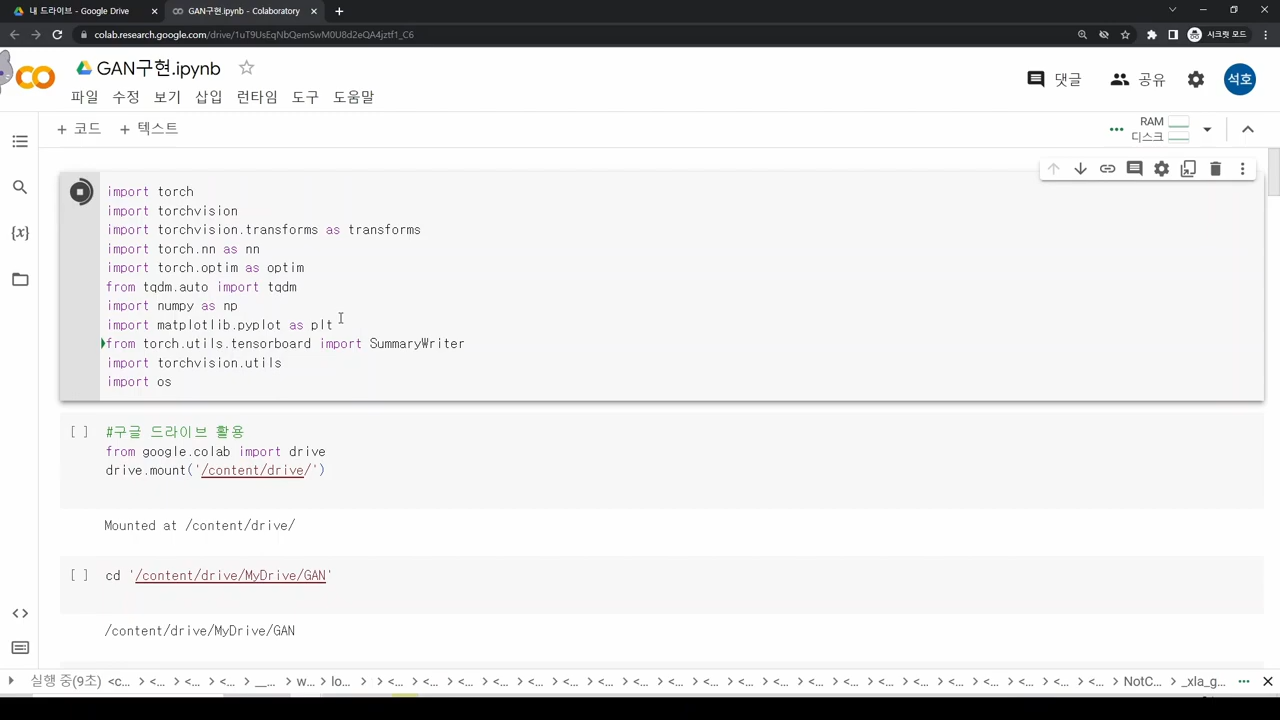 내 드라이브 - Google Drive
GAN구현.ipynb - Colaboratory
colab.research.google.com/drive/1uT9UsEqNbQemSwM0U8d2eQA4jztf1_C6
시크릿 모드
GAN구현.ipynb
댓글
공유
석호
파일 수정 보기 삽입 런타임 도구 도움말
+ 코드 + 텍스트
RAM
디스크
import torch
import torchvision
import torchvision.transforms as transforms
import torch.nn as nn
import torch.optim as optim
from tqdm.auto import tqdm
import numpy as np
import matplotlib.pyplot as plt
from torch.utils.tensorboard import SummaryWriter
import torchvision.utils
import os
[ ] #구글 드라이브 활용
from google.colab import drive
drive.mount('/content/drive/')
Mounted at /content/drive/
[ ] cd '/content/drive/MyDrive/GAN'
/content/drive/MyDrive/GAN
실행 중(9초) <c... > <... > <... > <... > __... > w... > lo... > <... > <... > <... > <... > <... > <... > <... > <... > <... > <... > <... > <... > <... > <... > <... > <... > <... > <... > <... > <... > <... > <... > NotC... > _xla_g...